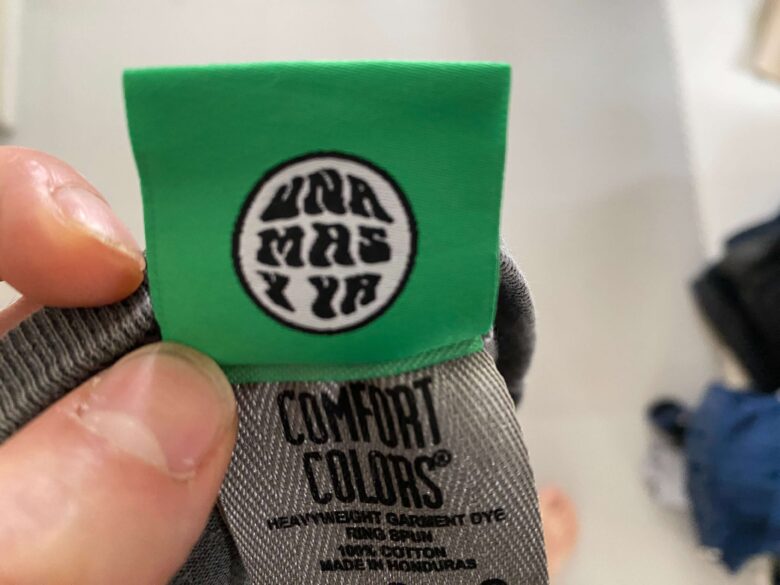 UNA
MAS
Y YA
COMFORT
COLORS®
HEAVYWEIGHT GARMENT DYE
RING SPUN
100% COTTON
MADE IN HONDURAS